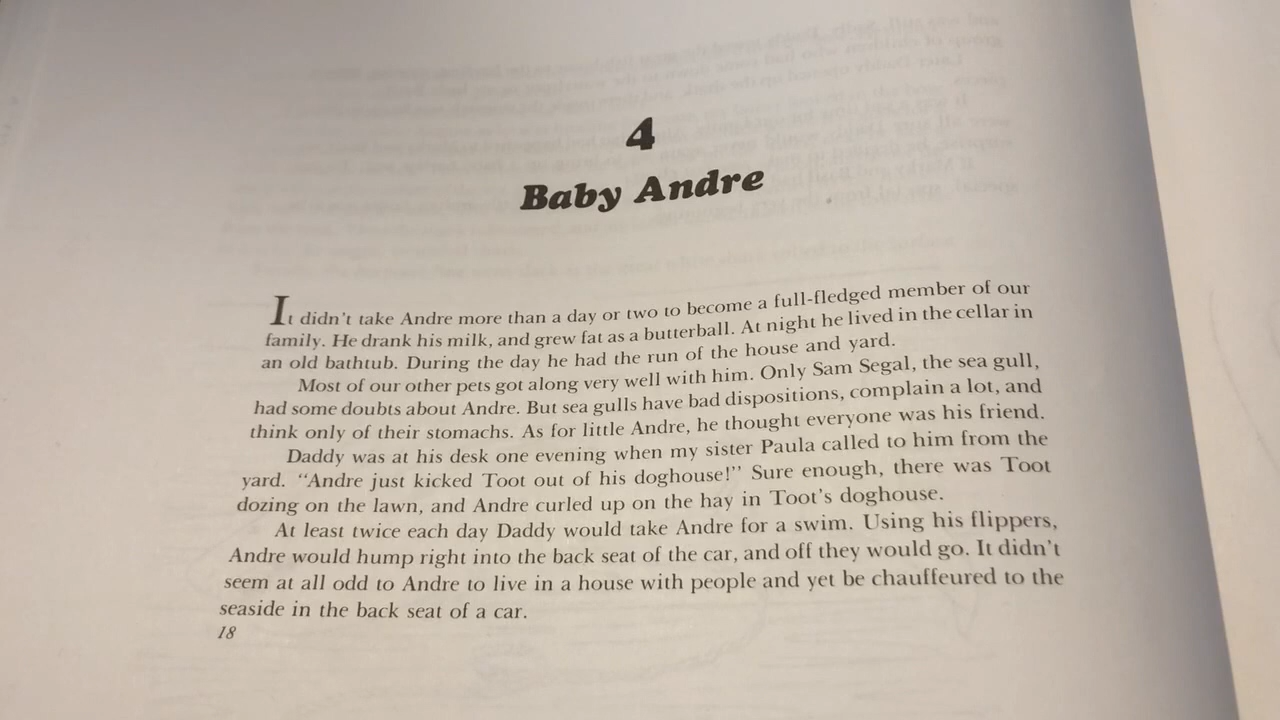 4
Baby Andre
It didn't take Andre more than a day or two to become a full-fledged member of our
family. He drank his milk, and grew fat as a butterball. At night he lived in the cellar in
an old bathtub. During the day he had the run of the house and yard.
Most of our other pets got along very well with him. Only Sam Segal, the sea gull,
had some doubts about Andre. But sea gulls have bad dispositions, complain a lot, and
think only of their stomachs. As for little Andre, he thought everyone was his friend.
Daddy was at his desk one evening when my sister Paula called to him from the
yard. "Andre just kicked Toot out of his doghouse!" Sure enough, there was Toot
dozing on the lawn, and Andre curled up on the hay in Toot's doghouse.
At least twice each day Daddy would take Andre for a swim. Using his flippers,
Andre would hump right into the back seat of the car, and off they would go. It didn't
seem at all odd to Andre to live in a house with people and yet be chauffeured to the
seaside in the back seat of a car.
18